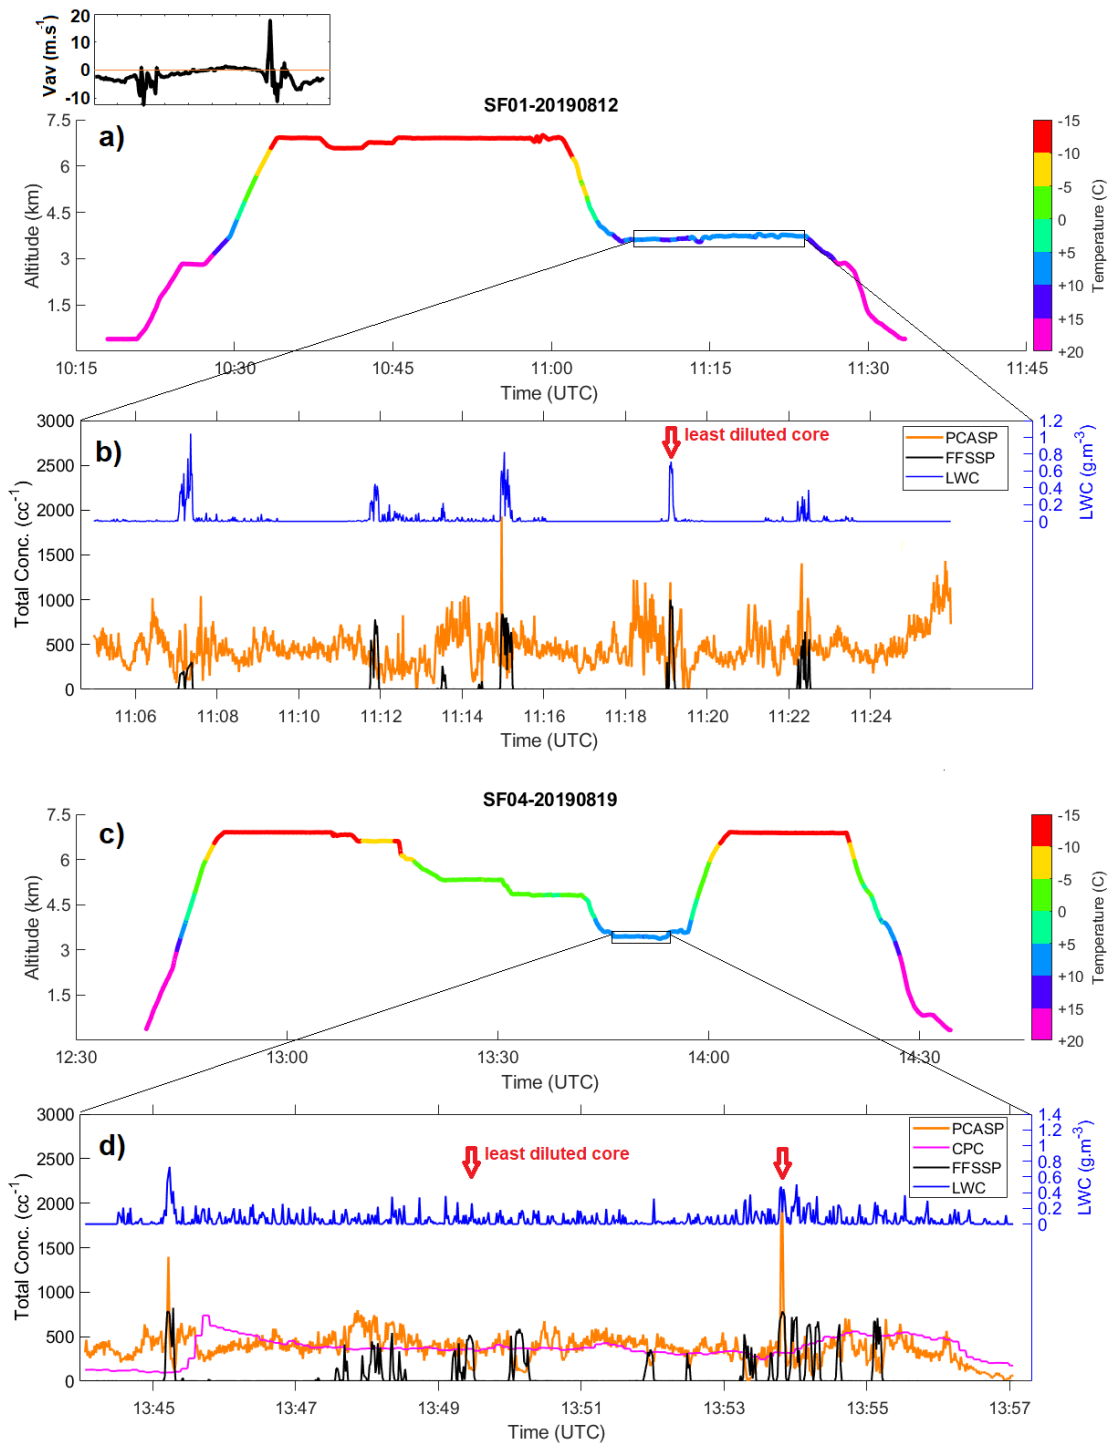 Vav (m.s⁻¹)
20
10
0
-10
SF01-20190812
a)
Altitude (km)
7.5
6
4.5
3
1.5
10:15 10:30 10:45 11:00 11:15 11:30 11:45
Time (UTC)
-15
-10
-5
0
+5
+10
+15
+20
Temperature (C)
b)
Total Conc. (cc⁻¹)
3000
2500
2000
1500
1000
500
0
least diluted core
PCASP
FFSSP
LWC
1.2
1
0.8
0.6
0.4
0.2
0
LWC (g.m⁻³)
11:06 11:08 11:10 11:12 11:14 11:16 11:18 11:20 11:22 11:24
Time (UTC)
SF04-20190819
c)
Altitude (km)
7.5
6
4.5
3
1.5
12:30 13:00 13:30 14:00 14:30
Time (UTC)
-15
-10
-5
0
+5
+10
+15
+20
Temperature (C)
d)
Total Conc. (cc⁻¹)
3000
2500
2000
1500
1000
500
0
least diluted core
PCASP
CPC
FFSSP
LWC
1.4
1.2
1
0.8
0.6
0.4
0.2
0
LWC (g.m⁻³)
13:45 13:47 13:49 13:51 13:53 13:55 13:57
Time (UTC)